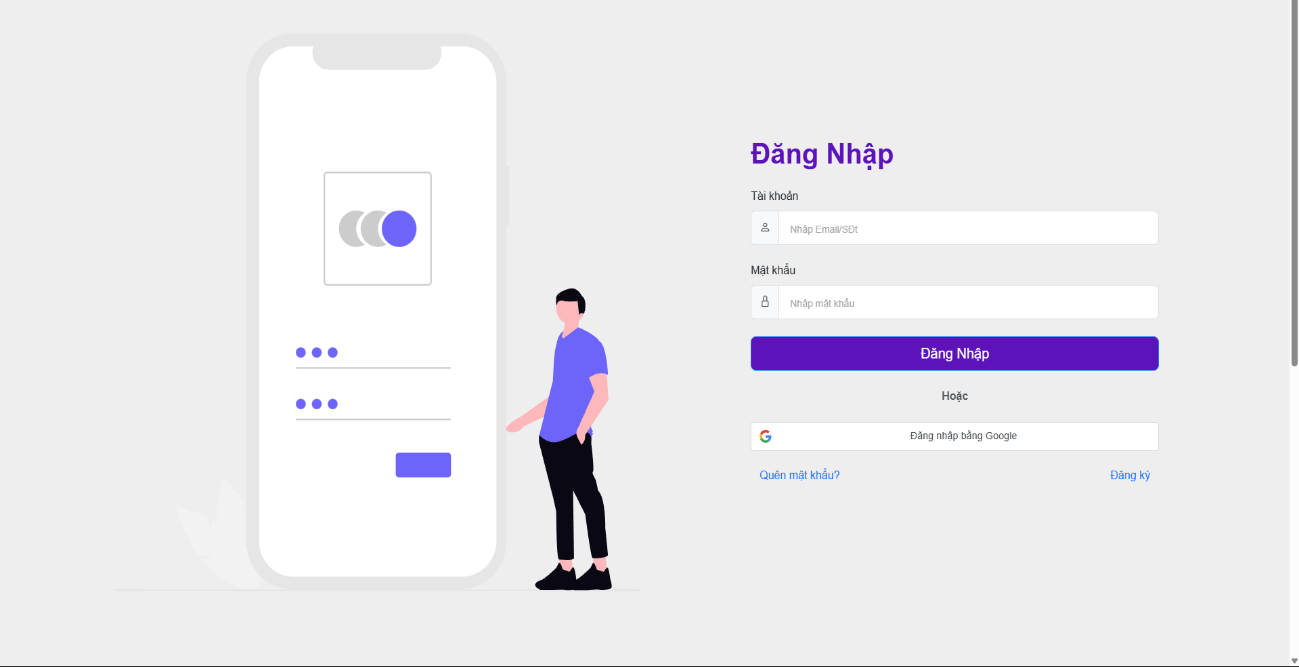 Đăng Nhập
Tài khoản
Nhập Email/SĐt
Mật khẩu
Nhập mật khẩu
Đăng Nhập
Hoặc
Đăng nhập bằng Google
Quên mật khẩu?
Đăng ký